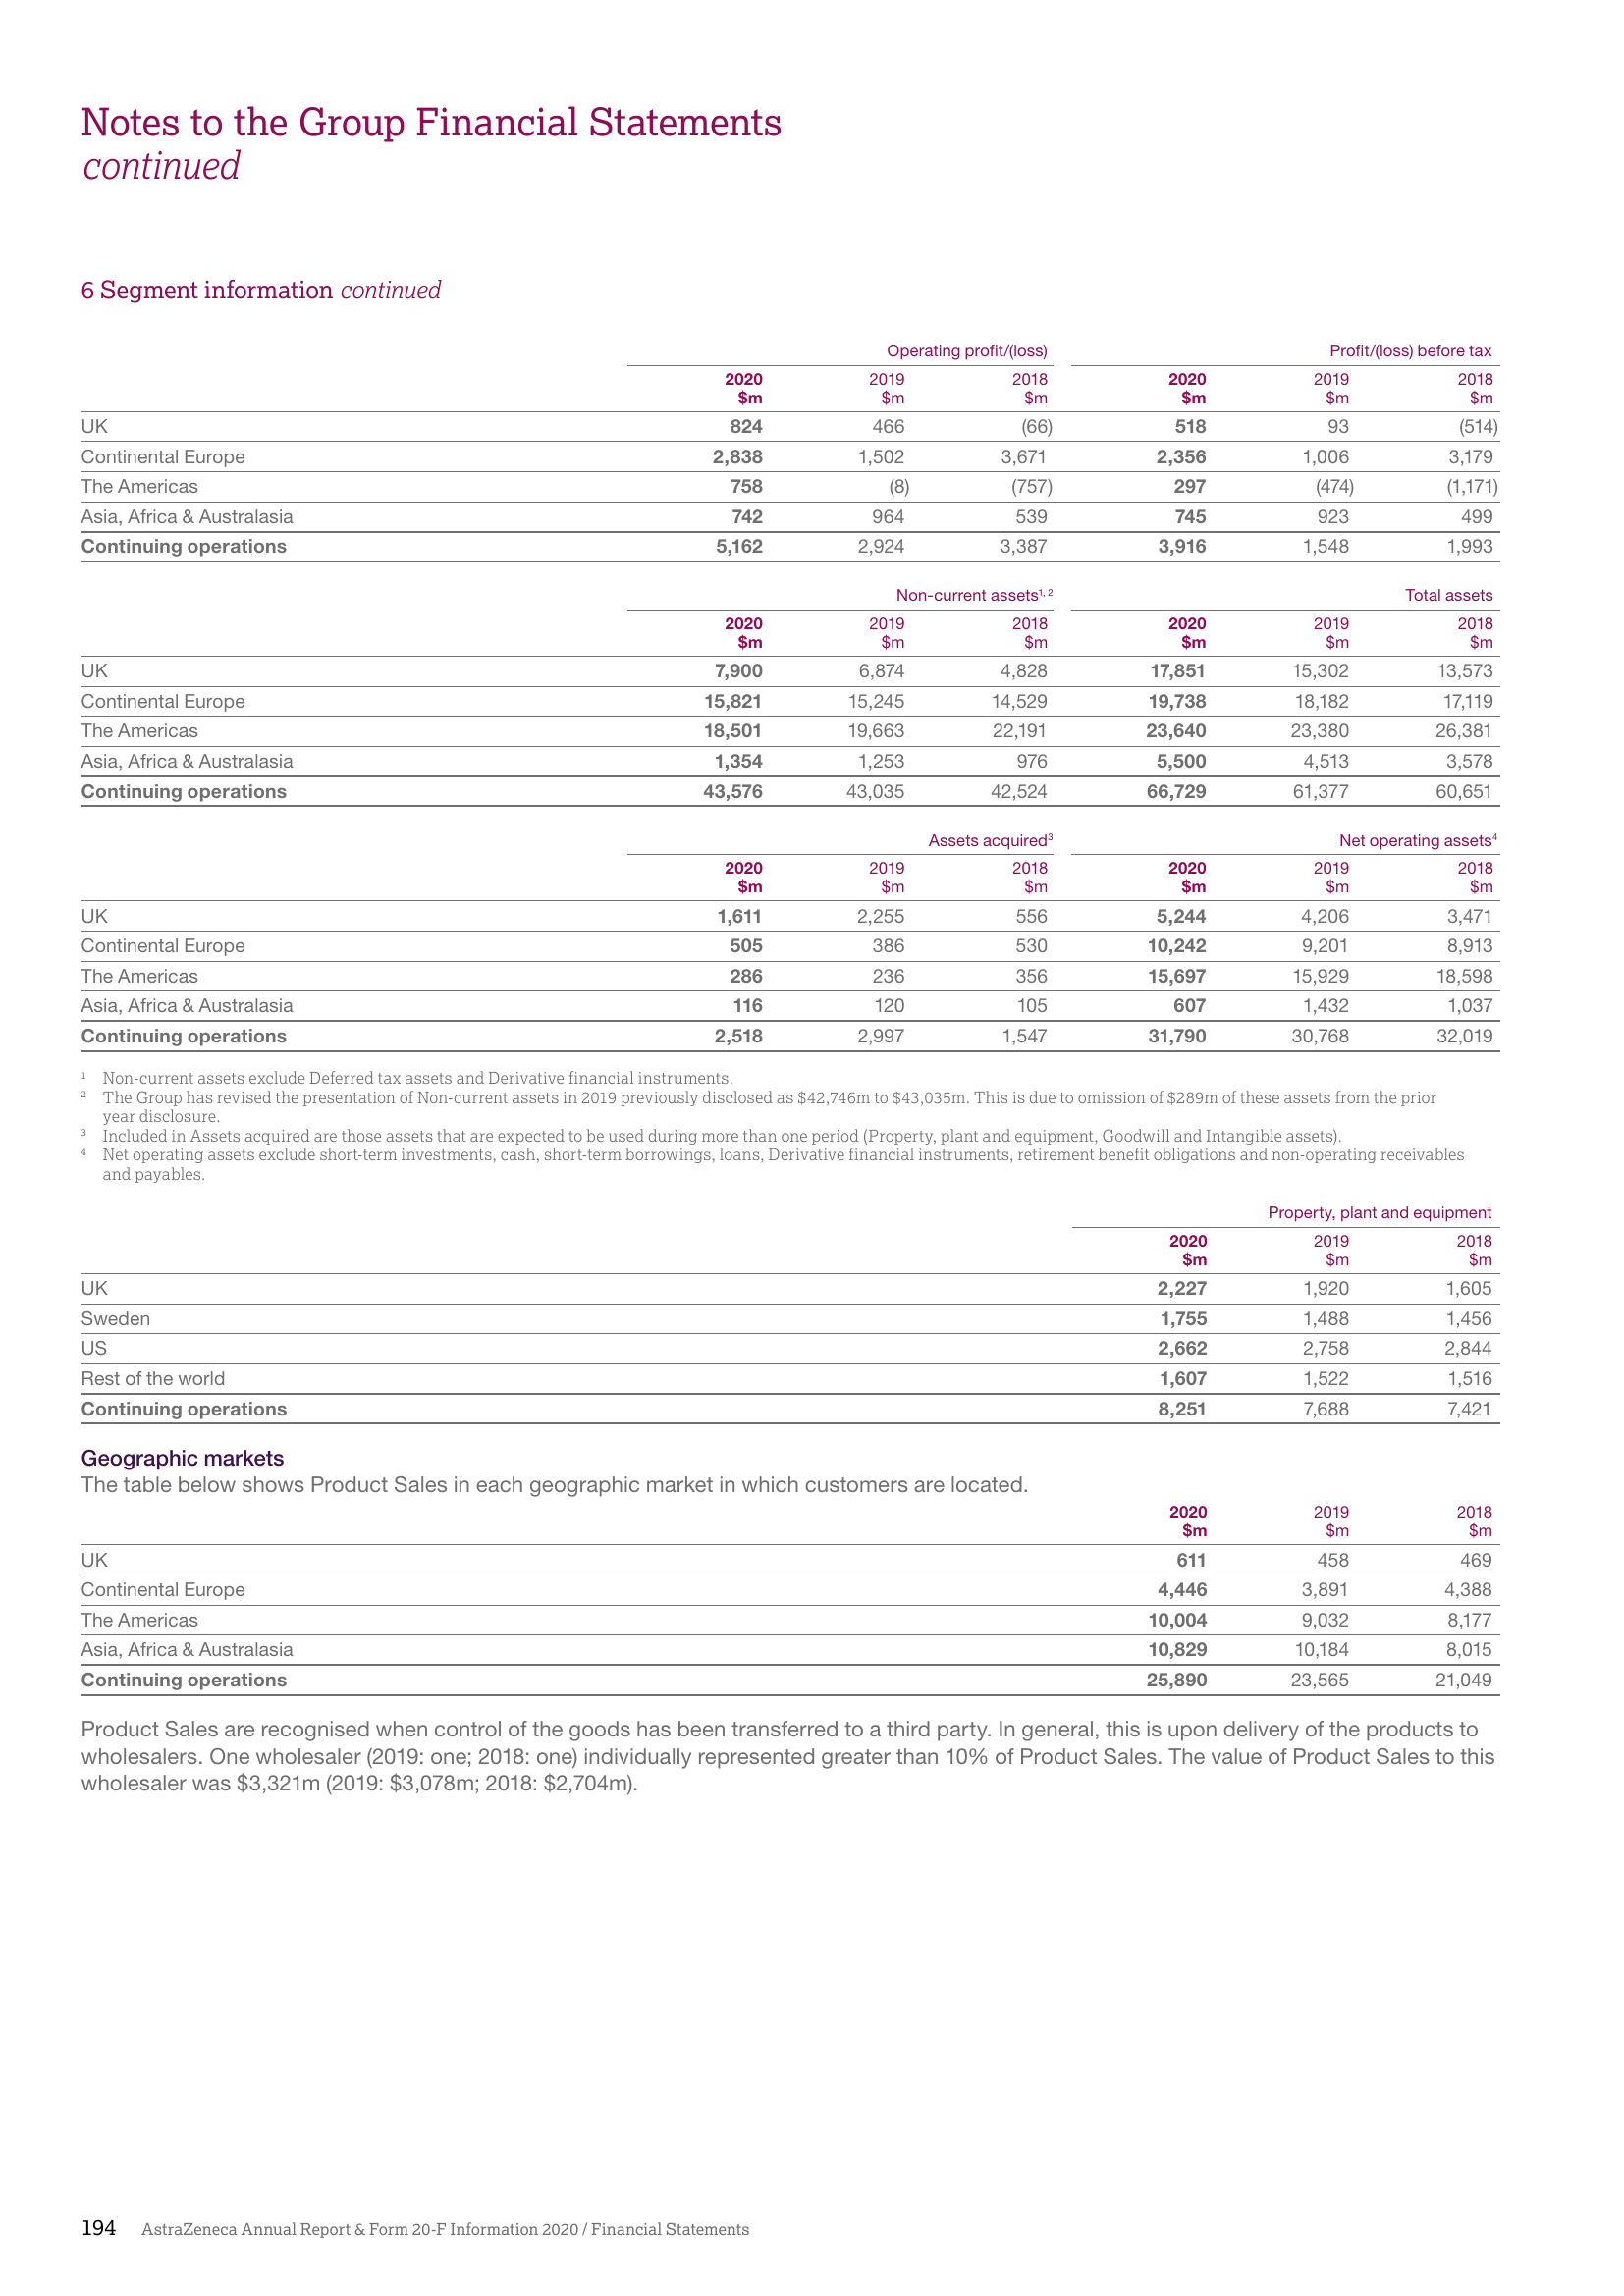 Notes to the Group Financial Statements
continued
6 Segment information continued
Operating profit/(loss) Profit/(loss) before tax
2020 2019 2018 2020 2019 2018
$m $m $m $m $m $m
UK 824 466 (66) 518 93 (514)
Continental Europe 2,838 1,502 3,671 2,356 1,006 3,179
The Americas 758 (8) (757) 297 (474) (1,171)
Asia, Africa & Australasia 742 964 539 745 923 499
Continuing operations 5,162 2,924 3,387 3,916 1,548 1,993
Non-current assets1, 2 Total assets
2020 2019 2018 2020 2019 2018
$m $m $m $m $m $m
UK 7,900 6,874 4,828 17,851 15,302 13,573
Continental Europe 15,821 15,245 14,529 19,738 18,182 17,119
The Americas 18,501 19,663 22,191 23,640 23,380 26,381
Asia, Africa & Australasia 1,354 1,253 976 5,500 4,513 3,578
Continuing operations 43,576 43,035 42,524 66,729 61,377 60,651
Assets acquired3 Net operating assets4
2020 2019 2018 2020 2019 2018
$m $m $m $m $m $m
UK 1,611 2,255 556 5,244 4,206 3,471
Continental Europe 505 386 530 10,242 9,201 8,913
The Americas 286 236 356 15,697 15,929 18,598
Asia, Africa & Australasia 116 120 105 607 1,432 1,037
Continuing operations 2,518 2,997 1,547 31,790 30,768 32,019
1 Non-current assets exclude Deferred tax assets and Derivative financial instruments.
2 The Group has revised the presentation of Non-current assets in 2019 previously disclosed as $42,746m to $43,035m. This is due to omission of $289m of these assets from the prior
year disclosure.
3 Included in Assets acquired are those assets that are expected to be used during more than one period (Property, plant and equipment, Goodwill and Intangible assets).
4 Net operating assets exclude short-term investments, cash, short-term borrowings, loans, Derivative financial instruments, retirement benefit obligations and non-operating receivables
and payables.
Property, plant and equipment
2020 2019 2018
$m $m $m
UK 2,227 1,920 1,605
Sweden 1,755 1,488 1,456
US 2,662 2,758 2,844
Rest of the world 1,607 1,522 1,516
Continuing operations 8,251 7,688 7,421
Geographic markets
The table below shows Product Sales in each geographic market in which customers are located.
2020 2019 2018
$m $m $m
UK 611 458 469
Continental Europe 4,446 3,891 4,388
The Americas 10,004 9,032 8,177
Asia, Africa & Australasia 10,829 10,184 8,015
Continuing operations 25,890 23,565 21,049
Product Sales are recognised when control of the goods has been transferred to a third party. In general, this is upon delivery of the products to
wholesalers. One wholesaler (2019: one; 2018: one) individually represented greater than 10% of Product Sales. The value of Product Sales to this
wholesaler was $3,321m (2019: $3,078m; 2018: $2,704m).
194 AstraZeneca Annual Report & Form 20-F Information 2020 / Financial Statements